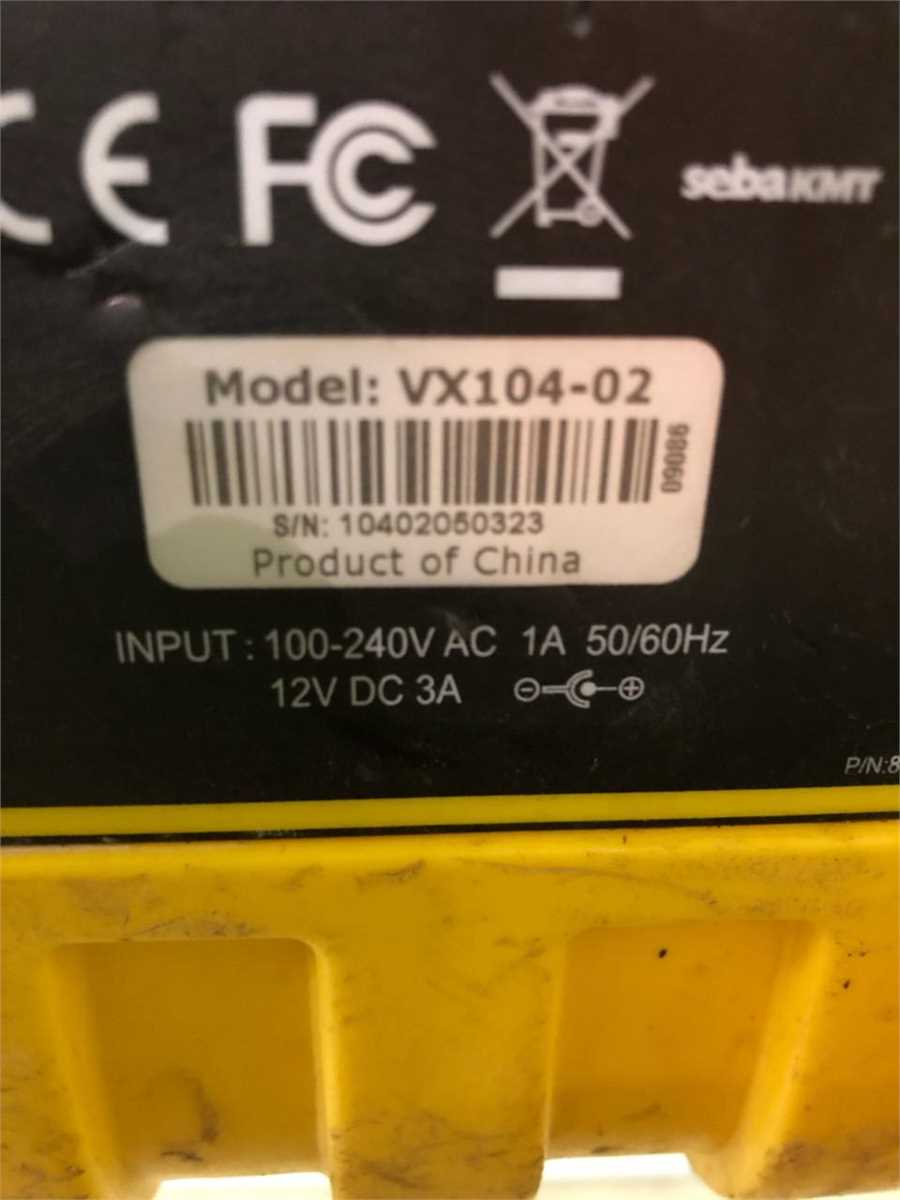 CE FC
sebaKMT
Model: VX104-02
09086
S/N: 10402050323
Product of China
INPUT : 100-240V AC 1A 50/60Hz
12V DC 3A
P/N:8